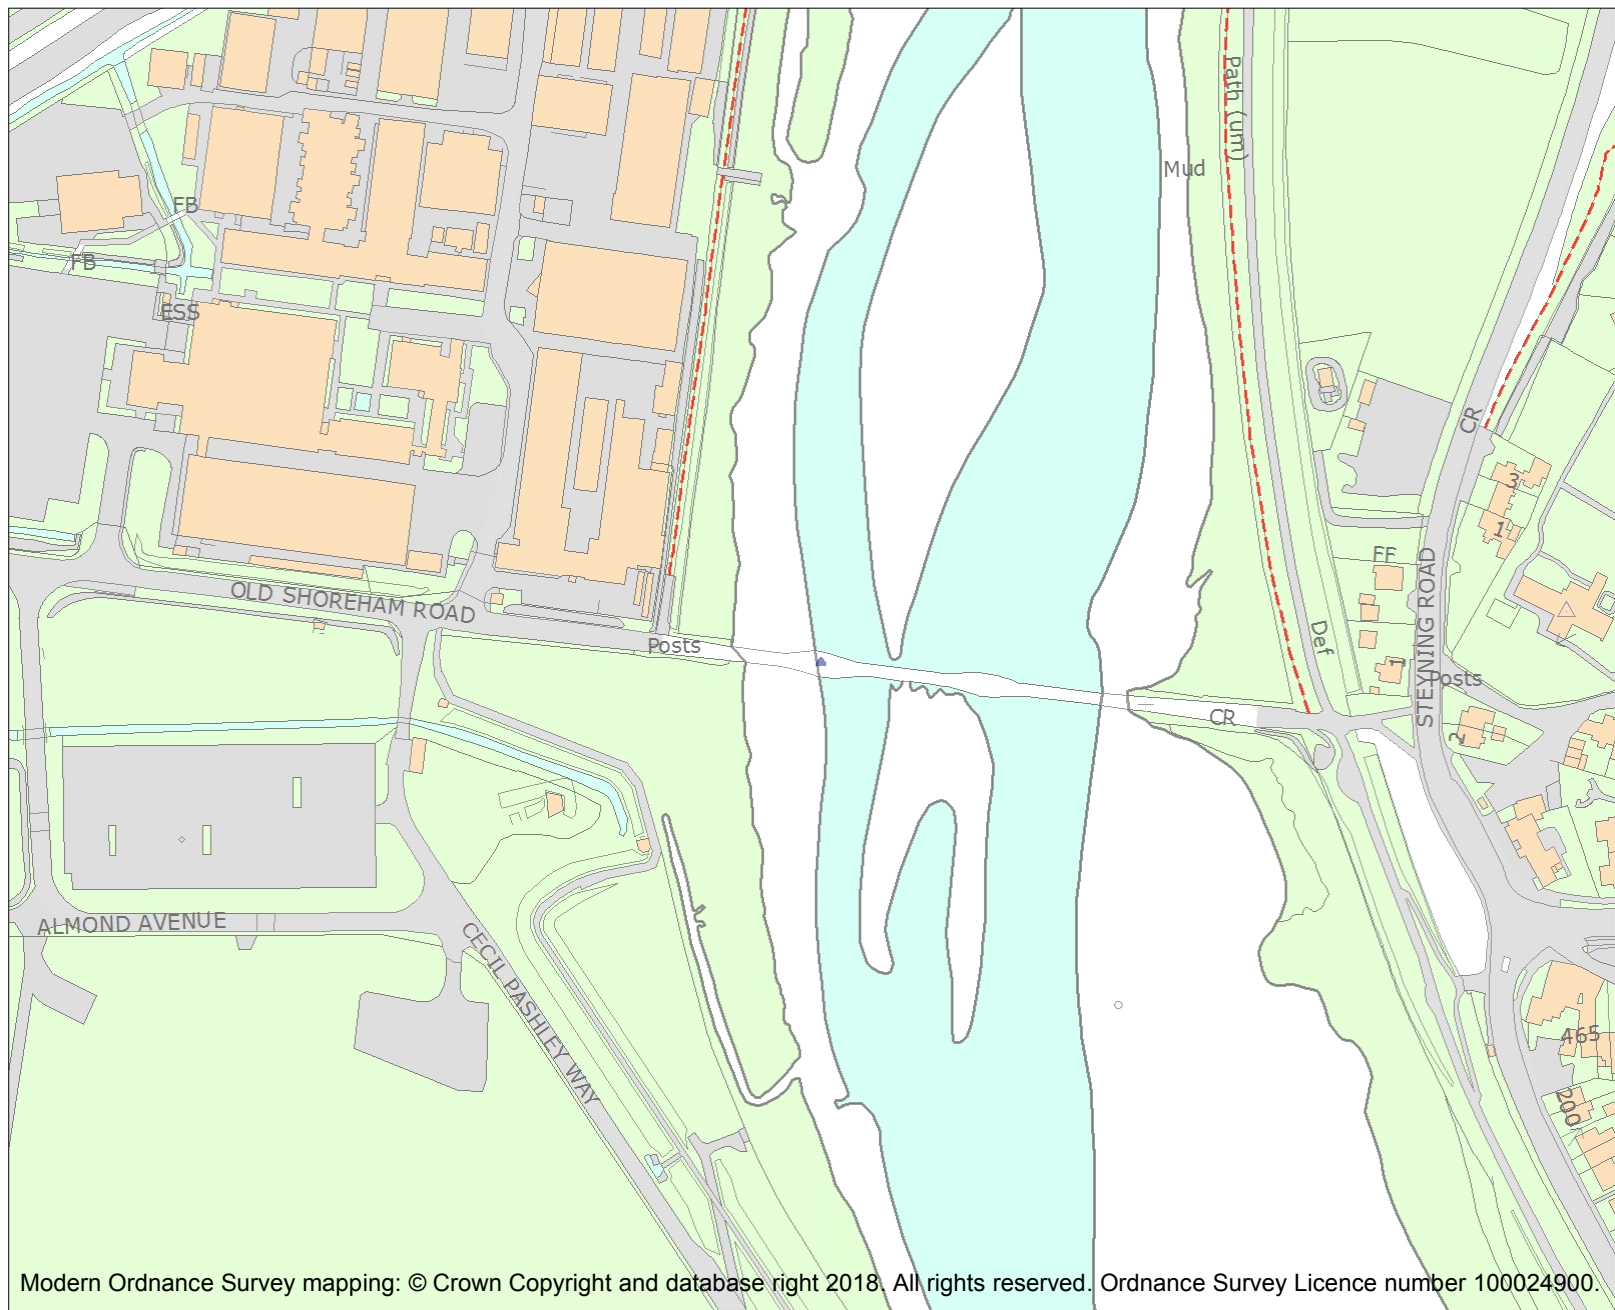 Path (um)
Mud
FB
FB
ESS
CR
3
1
FF
OLD SHOREHAM ROAD
STEYNING ROAD
Def
Posts
1
Posts
CR
2
ALMOND AVENUE
CECIL PASHLEY WAY
465
200
Modern Ordnance Survey mapping: © Crown Copyright and database right 2018. All rights reserved. Ordnance Survey Licence number 100024900.